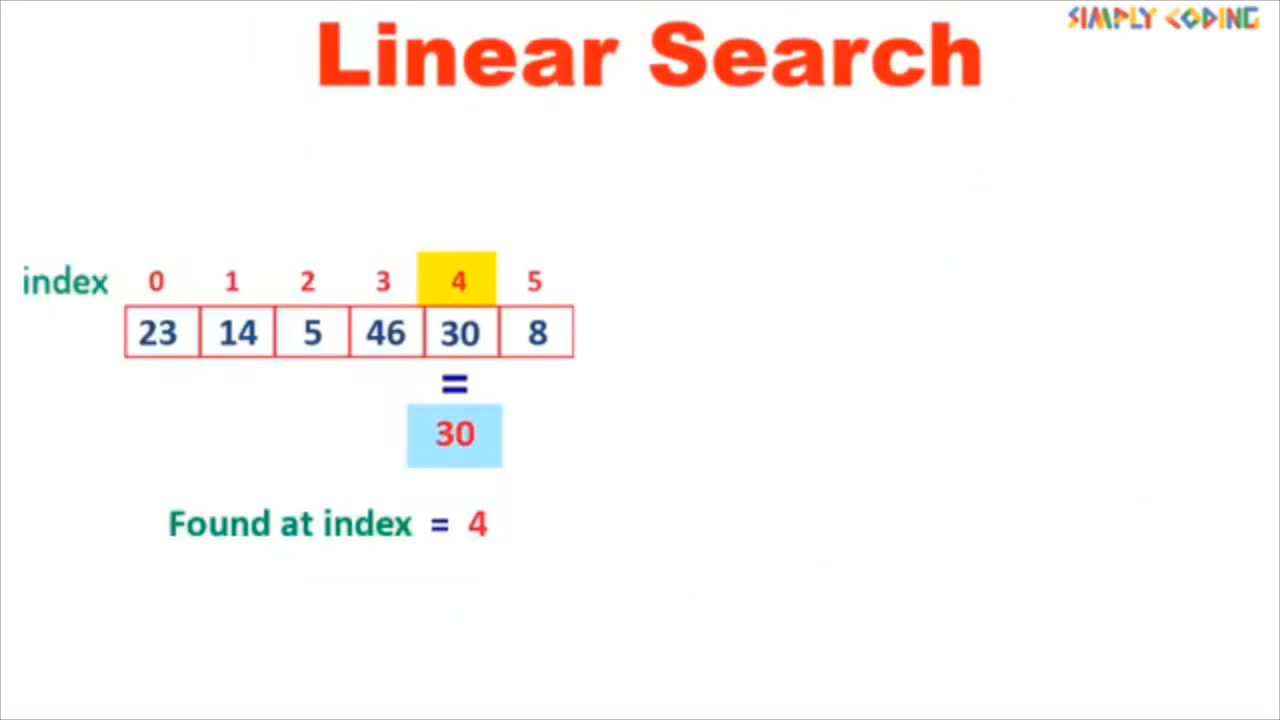 SIMPLY CODING
Linear Search
index 0 1 2 3 4 5
23 14 5 46 30 8
=
30
Found at index = 4